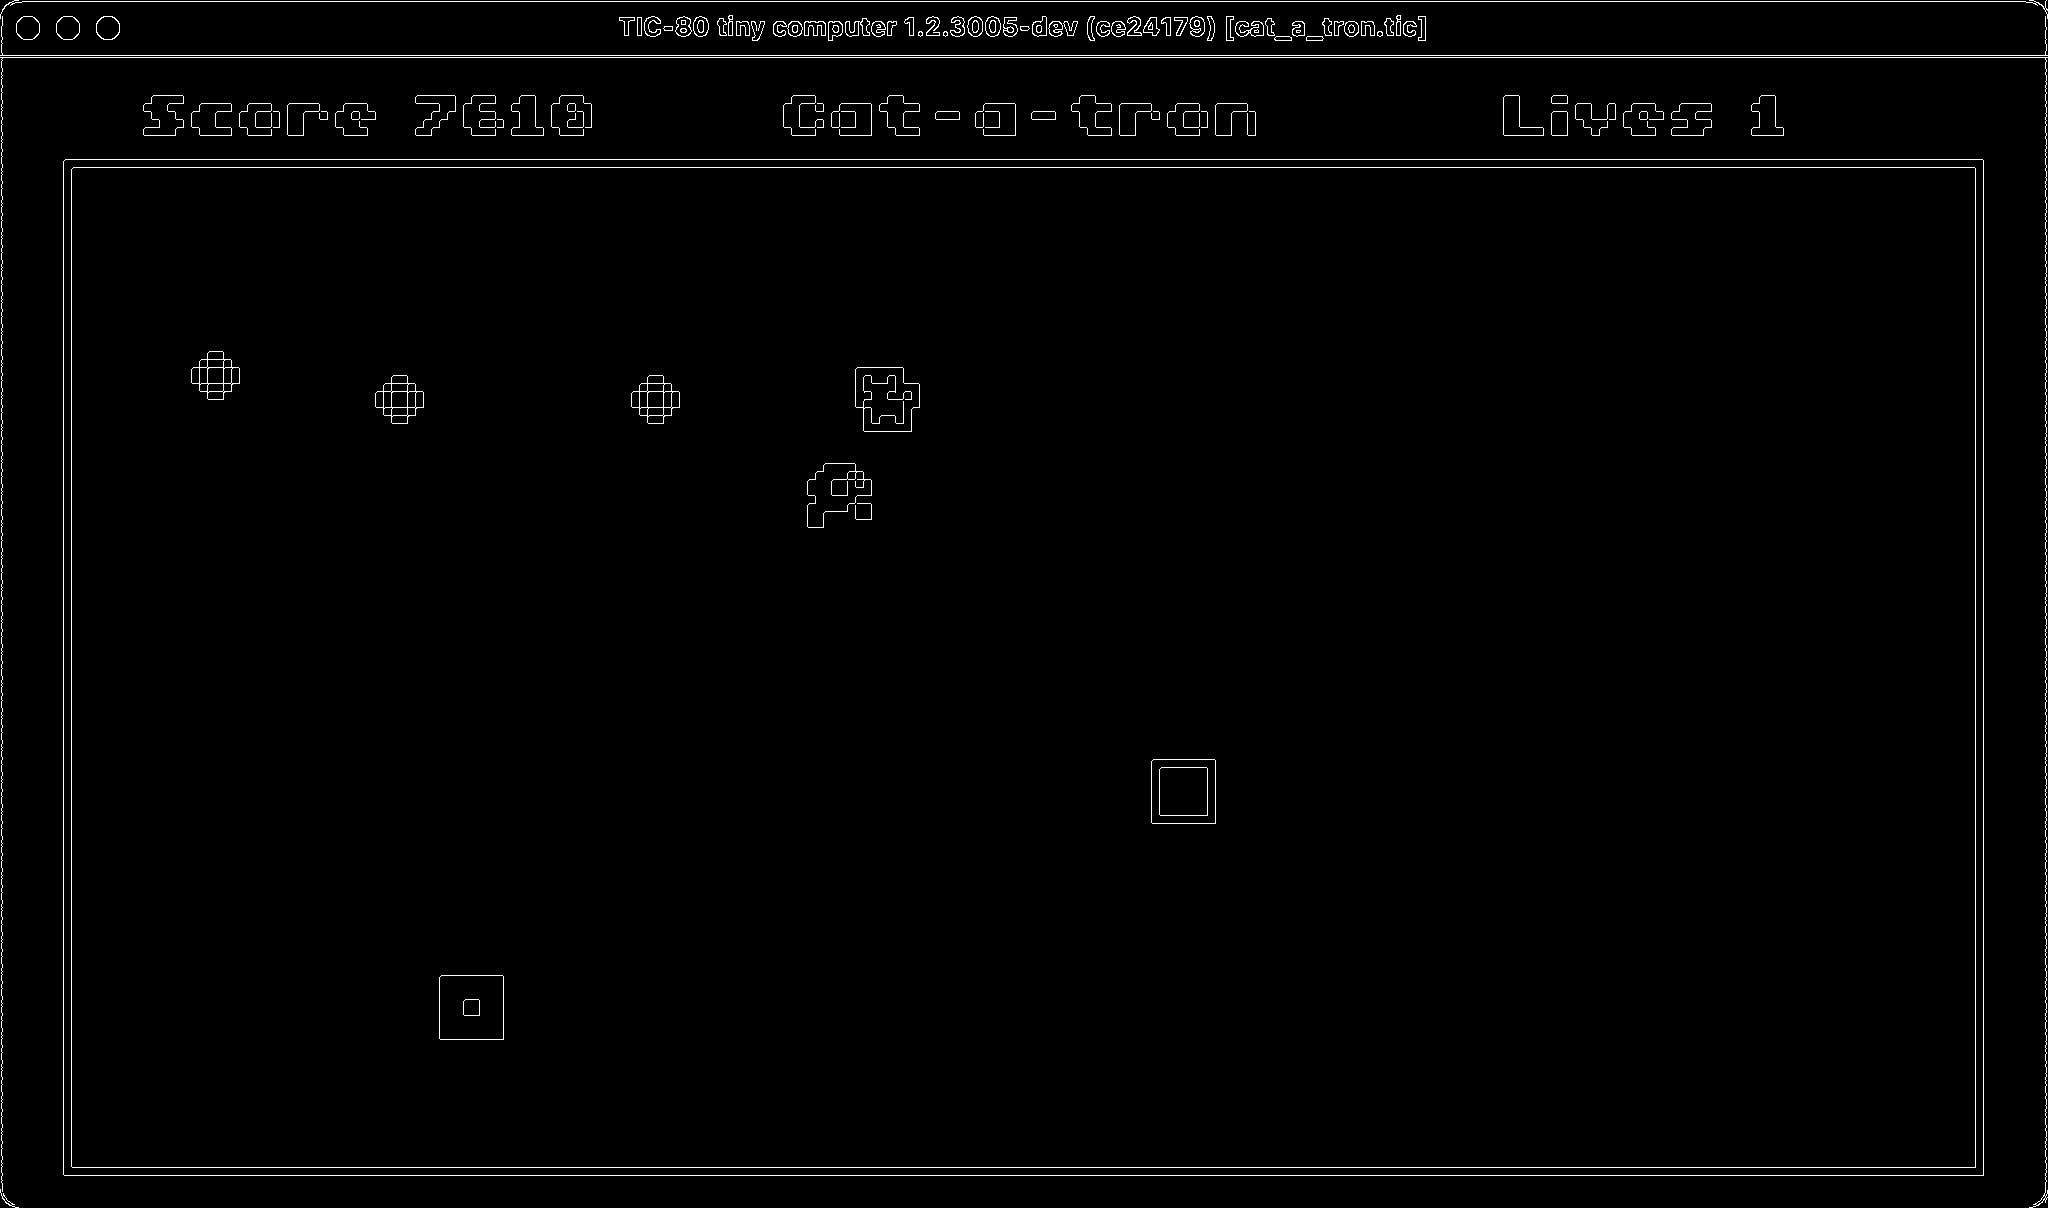 TIC-80 tiny computer 1.2.3005-dev (ce24179) [cat_a_tron.tic]
Score 7610 Cat-a-tron Lives 1